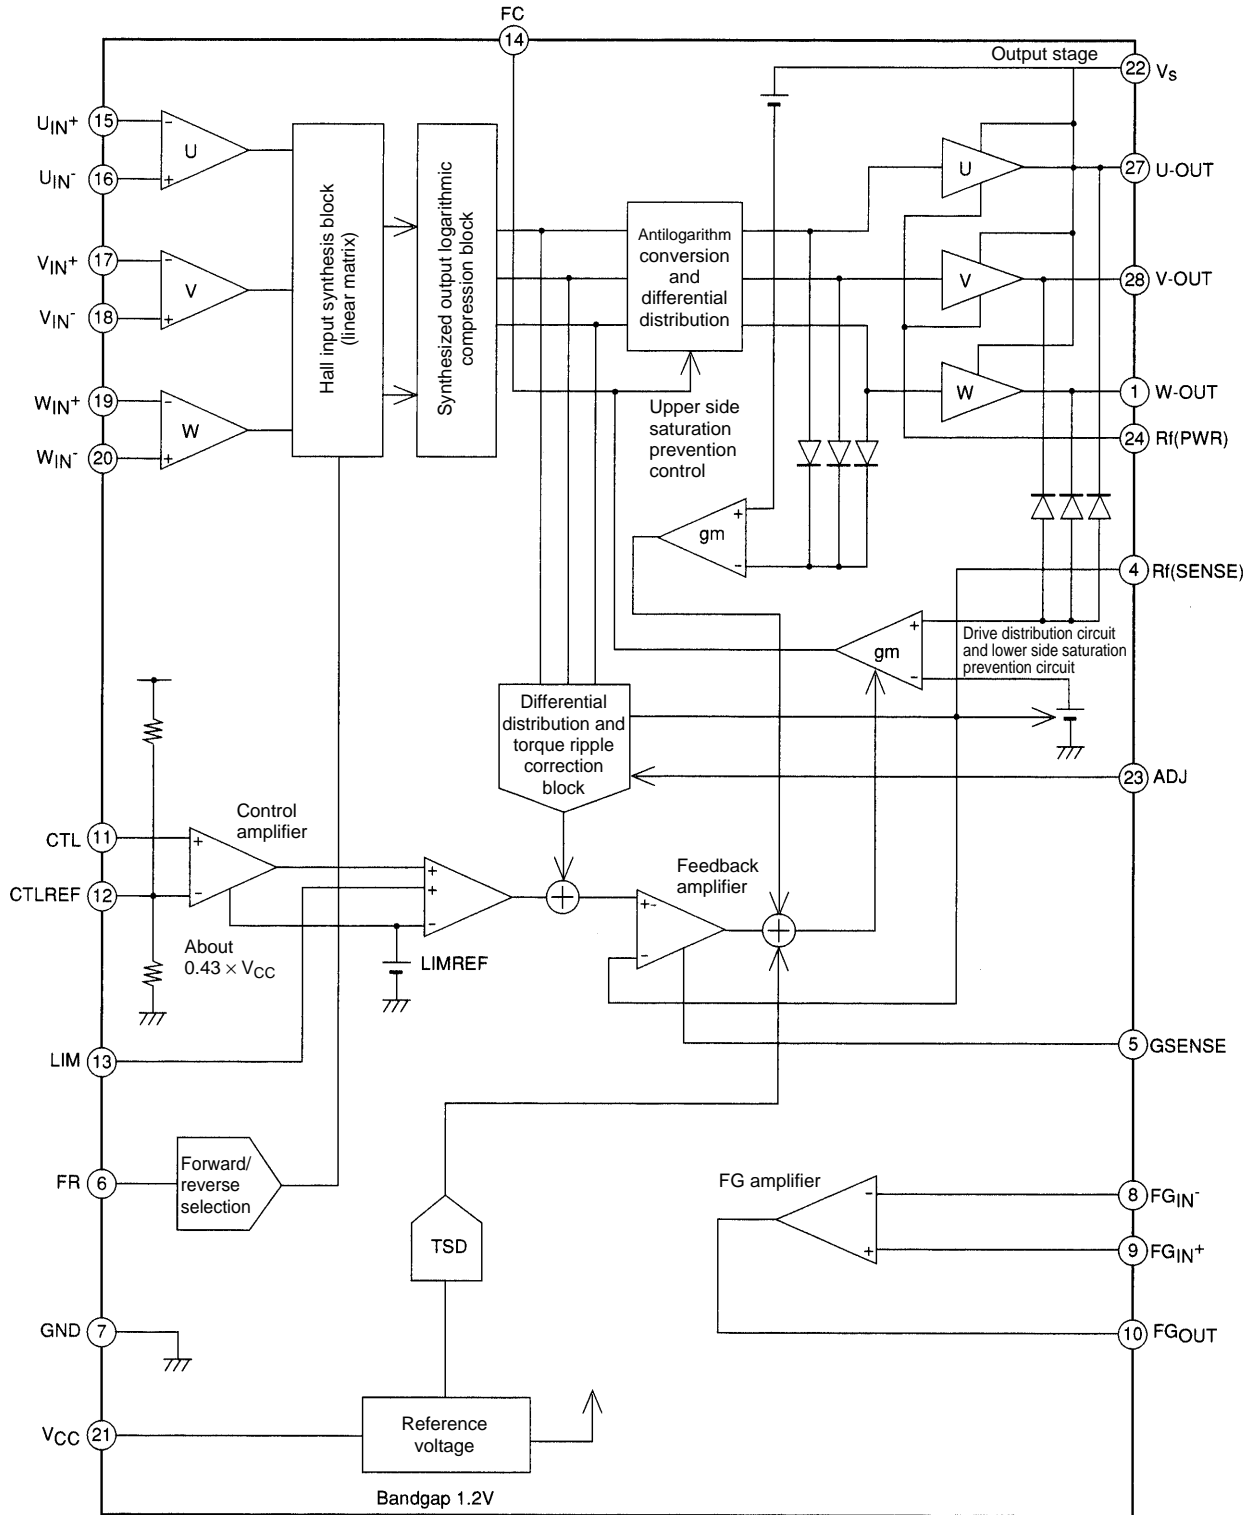 FC
14
Output stage
22 Vs
UIN+ 15
UIN- 16
- U +
VIN+ 17
VIN- 18
- V +
WIN+ 19
WIN- 20
- W +
Hall input synthesis block
(linear matrix)
Synthesized output logarithmic
compression block
Antilogarithm
conversion
and
differential
distribution
U
27 U-OUT
V
28 V-OUT
W
1 W-OUT
24 Rf(PWR)
Upper side
saturation
prevention
control
+
gm
-
4 Rf(SENSE)
+
gm
-
Drive distribution circuit
and lower side saturation
prevention circuit
Differential
distribution and
torque ripple
correction
block
23 ADJ
CTL 11
CTLREF 12
+
-
Control
amplifier
+
+
-
+
Feedback
amplifier
+-
-
+
About
0.43 × VCC
LIMREF
LIM 13
5 GSENSE
FR 6
Forward/
reverse
selection
TSD
FG amplifier
-
+
8 FGIN-
9 FGIN+
10 FGOUT
GND 7
VCC 21
Reference
voltage
Bandgap 1.2V